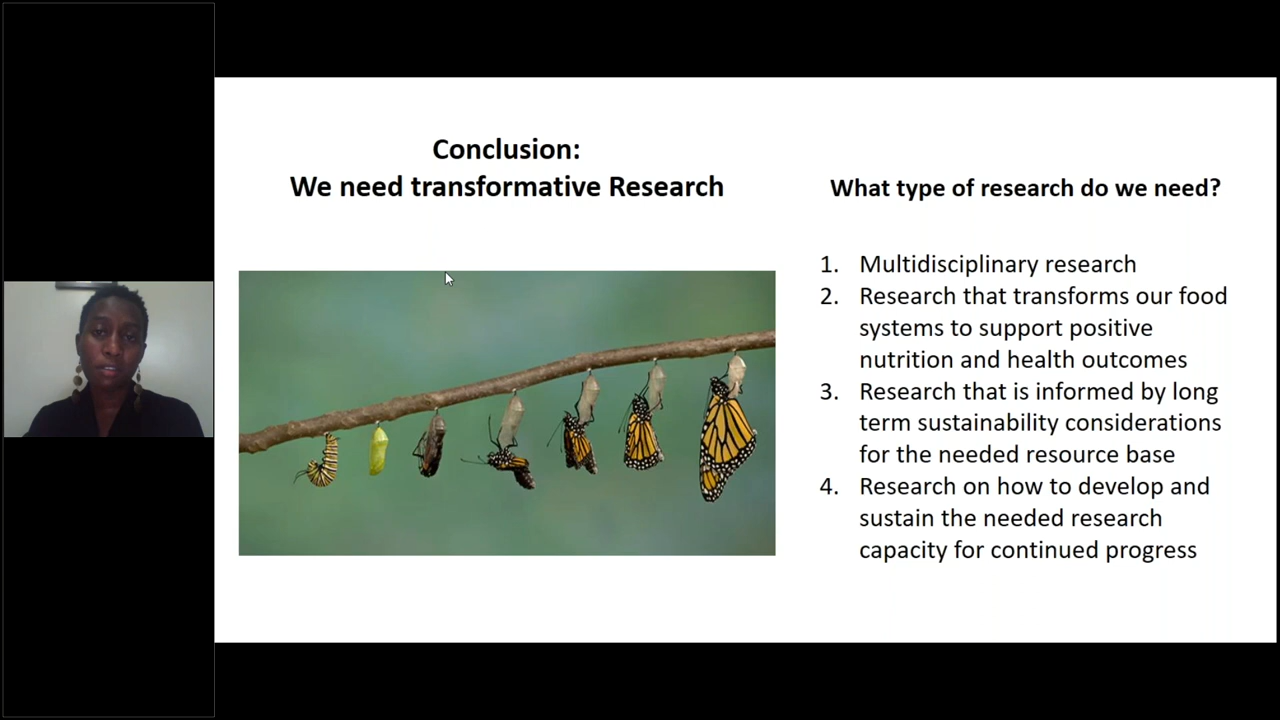 Conclusion:
We need transformative Research
What type of research do we need?
1. Multidisciplinary research
2. Research that transforms our food
systems to support positive
nutrition and health outcomes
3. Research that is informed by long
term sustainability considerations
for the needed resource base
4. Research on how to develop and
sustain the needed research
capacity for continued progress